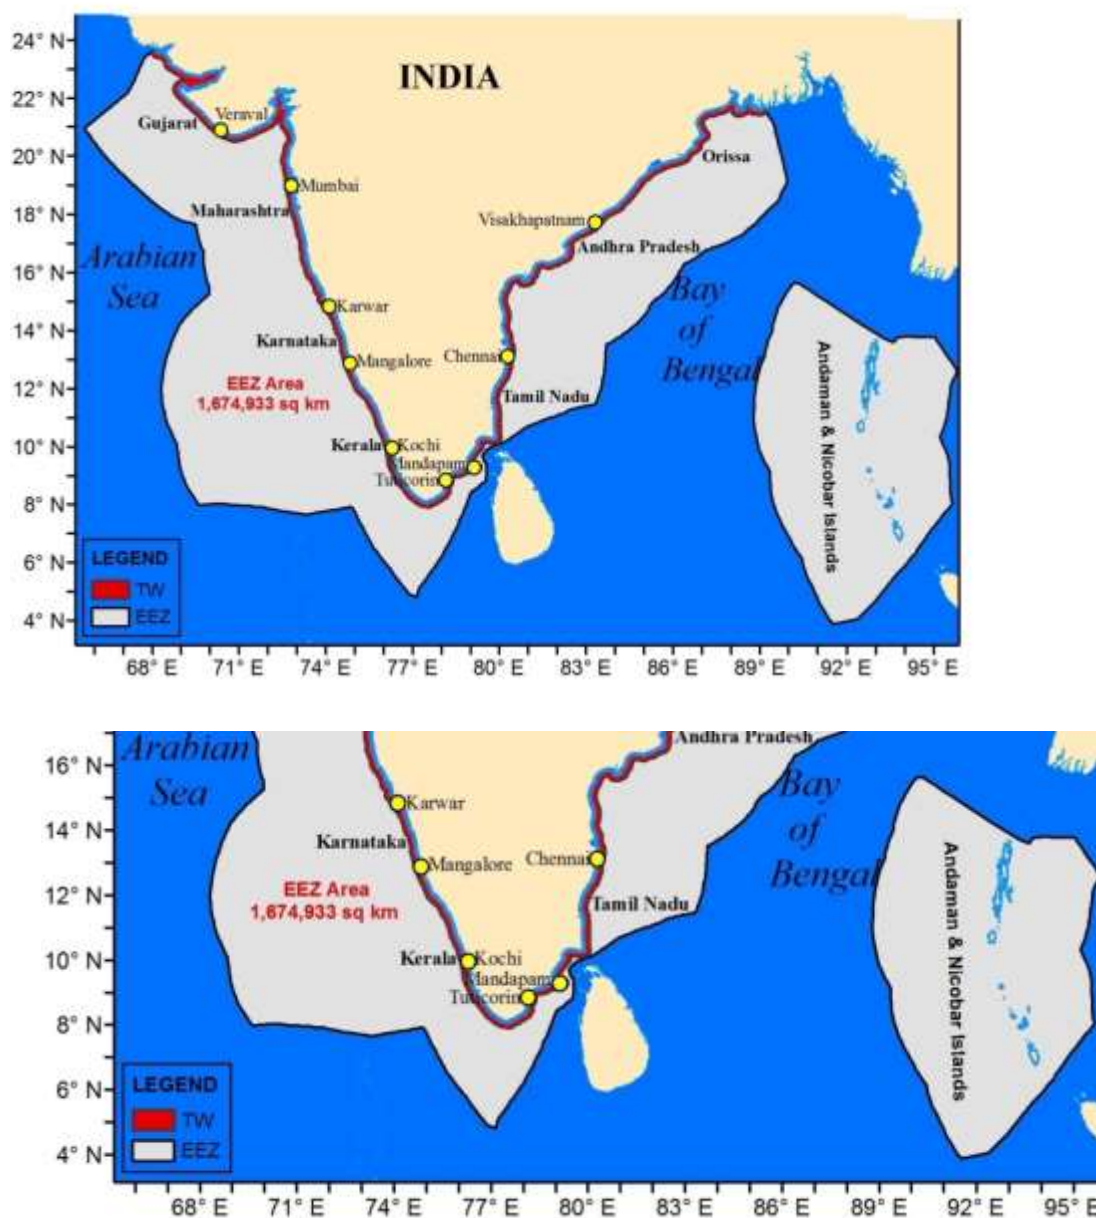 24° N
22° N
20° N
18° N
16° N
14° N
12° N
10° N
8° N
6° N
4° N
INDIA
Veraval
Gujarat
Orissa
Mumbai
Maharashtra
Visakhapatnam
Andhra Pradesh
Arabian
Sea
Bay
of
Bengal
Karwar
Karnataka
Mangalore
Chennai
EEZ Area
1,674,933 sq km
Tamil Nadu
Andaman & Nicobar Islands
Kerala
Kochi
Mandapam
Tuticorin
LEGEND
TW
EEZ
68° E
71° E
74° E
77° E
80° E
83° E
86° E
89° E
92° E
95° E
Andhra Pradesh
Arabian
Sea
16° N
14° N
12° N
10° N
8° N
6° N
4° N
Bay
of
Bengal
Karwar
Karnataka
Mangalore
Chennai
EEZ Area
1,674,933 sq km
Tamil Nadu
Andaman & Nicobar Islands
Kerala
Kochi
Mandapam
Tuticorin
LEGEND
TW
EEZ
68° E
71° E
74° E
77° E
80° E
83° E
86° E
89° E
92° E
95° E